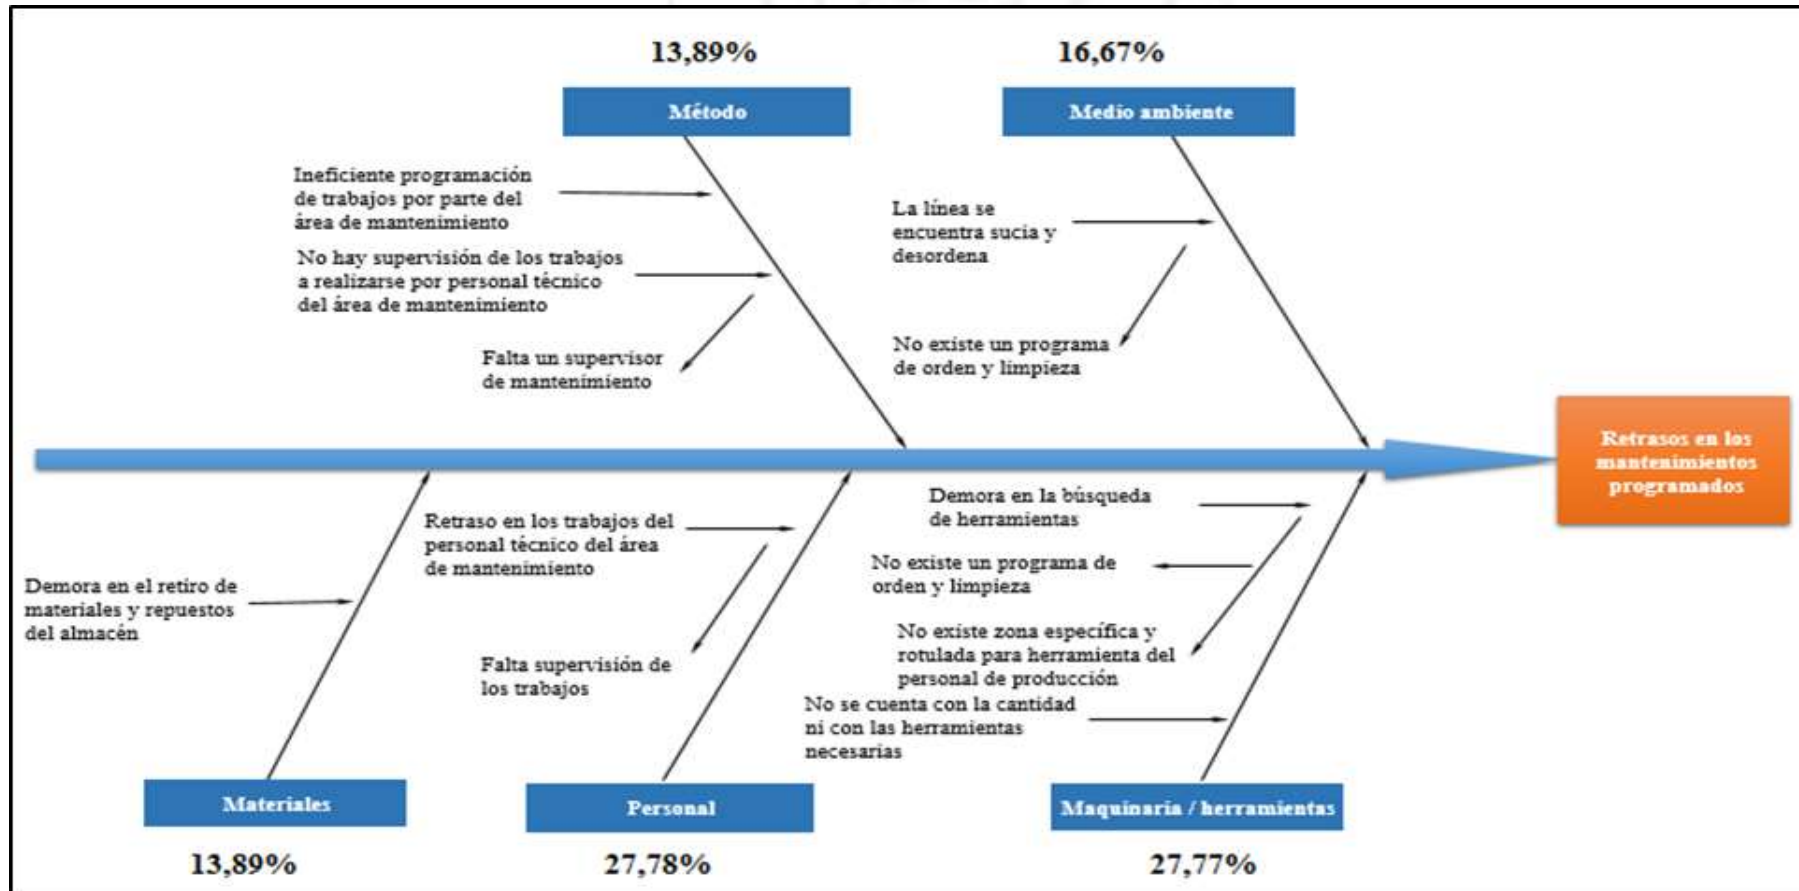 13,89%
16,67%
Método
Medio ambiente
Ineficiente programación
de trabajos por parte del
área de mantenimiento
No hay supervisión de los trabajos
a realizarse por personal técnico
del área de mantenimiento
Falta un supervisor
de mantenimiento
La línea se
encuentra sucia y
desordena
No existe un programa
de orden y limpieza
Retrasos en los
mantenimientos
programados
Demora en el retiro de
materiales y repuestos
del almacén
Retraso en los trabajos del
personal técnico del área
de mantenimiento
Falta supervisión de
los trabajos
Demora en la búsqueda
de herramientas
No existe un programa de
orden y limpieza
No existe zona específica y
rotulada para herramienta del
personal de producción
No se cuenta con la cantidad
ni con las herramientas
necesarias
Materiales
Personal
Maquinaria / herramientas
13,89%
27,78%
27,77%